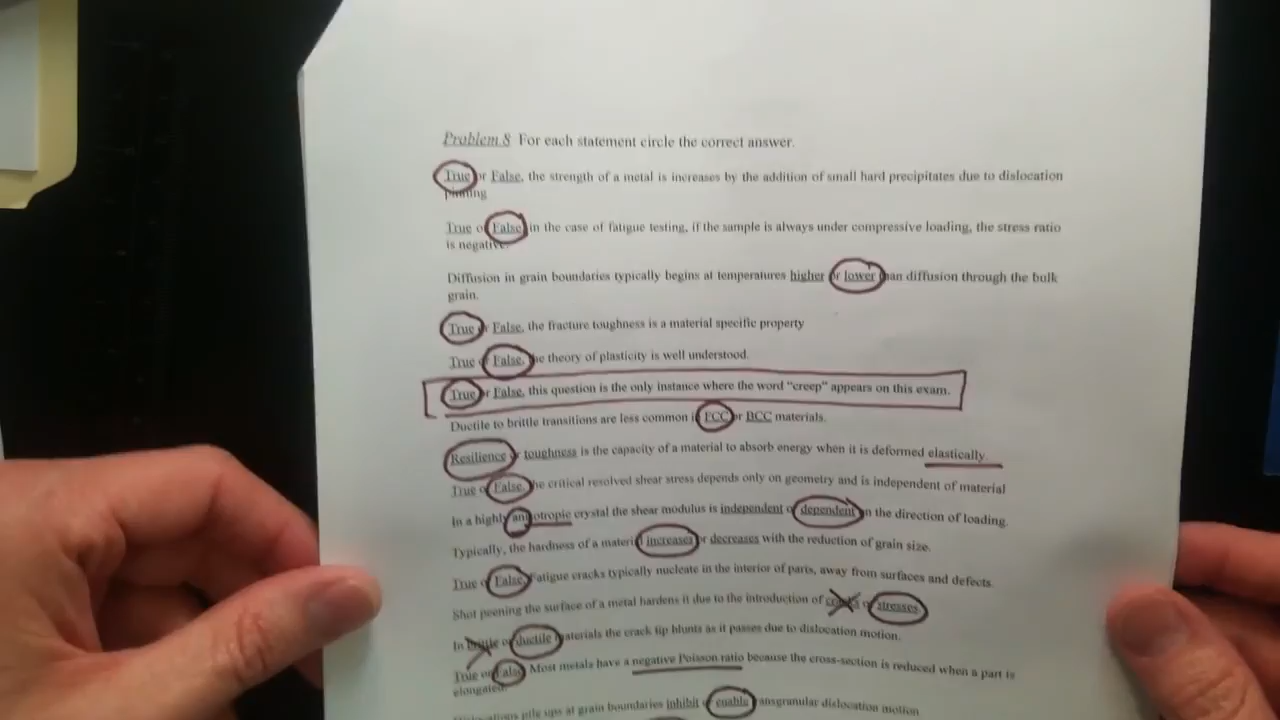 Problem 8 For each statement circle the correct answer.
True or False, the strength of a metal is increases by the addition of small hard precipitates due to dislocation
pinning
True or False, in the case of fatigue testing, if the sample is always under compressive loading, the stress ratio
is negative.
Diffusion in grain boundaries typically begins at temperatures higher or lower than diffusion through the bulk
grain.
True or False, the fracture toughness is a material specific property
True or False, the theory of plasticity is well understood.
True or False, this question is the only instance where the word "creep" appears on this exam.
Ductile to brittle transitions are less common in FCC or BCC materials.
Resilience or toughness is the capacity of a material to absorb energy when it is deformed elastically.
True or False, the critical resolved shear stress depends only on geometry and is independent of material
In a highly anisotropic crystal the shear modulus is independent or dependent on the direction of loading.
Typically, the hardness of a material increases or decreases with the reduction of grain size.
True or False, Fatigue cracks typically nucleate in the interior of parts, away from surfaces and defects.
Shot peening the surface of a metal hardens it due to the introduction of cracks or stresses.
In brittle or ductile materials the crack tip blunts as it passes due to dislocation motion.
True or False, Most metals have a negative Poisson ratio because the cross-section is reduced when a part is
elongated.
Dislocations pile ups at grain boundaries inhibit or enable transgranular dislocation motion